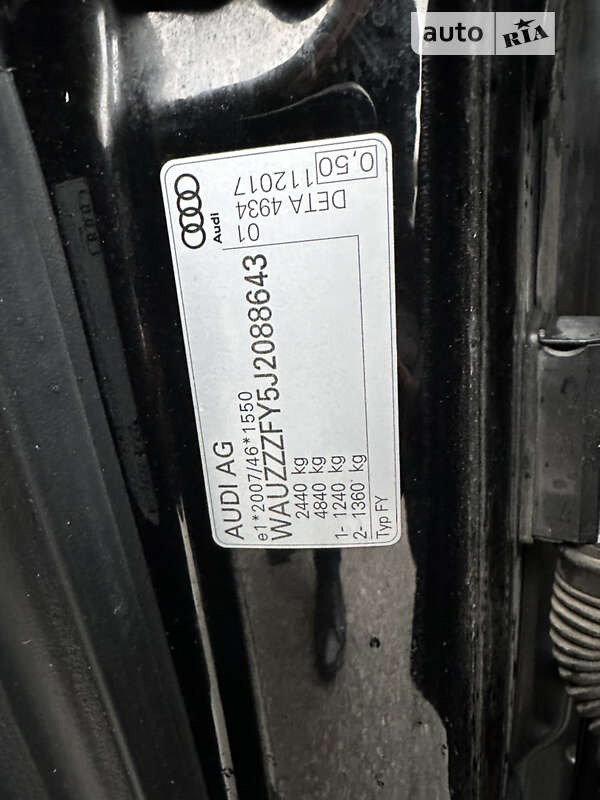 auto RIA
AUDI AG
e1*2007/46*1550
WAUZZZFY5J2088643
2440 kg
4840 kg
1- 1240 kg
2- 1360 kg
Typ FY
Audi
01
DETA 4934
112017
0,50